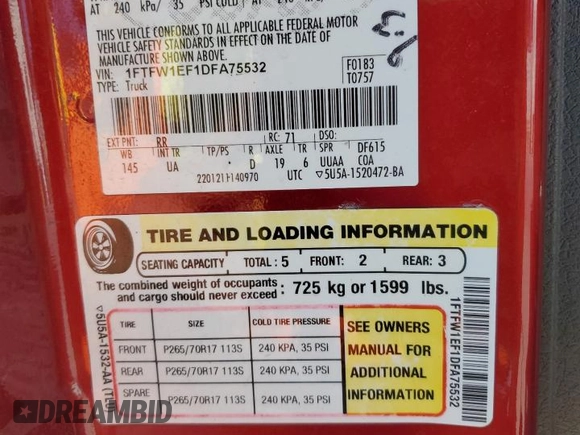 AT 240 kPa/ 35 PSI COLD AT
THIS VEHICLE CONFORMS TO ALL APPLICABLE FEDERAL MOTOR
VEHICLE SAFETY STANDARDS IN EFFECT ON THE DATE OF
MANUFACTURE SHOWN ABOVE.
VIN: 1FTFW1EF1DFA75532
TYPE: Truck
F0183
T0757
EXT PNT: RR RC: 71 DSO:
WB INT TR TP/PS R AXLE TR SPR DF615
145 UA D 19 6 UUAA COA
UTC ▽5U5A-1520472-BA
TIRE AND LOADING INFORMATION
SEATING CAPACITY TOTAL: 5 FRONT: 2 REAR: 3
The combined weight of occupants and cargo should never exceed: 725 kg or 1599 lbs.
TIRE SIZE COLD TIRE PRESSURE
FRONT P265/70R17 113S 240 KPA, 35 PSI
REAR P265/70R17 113S 240 KPA, 35 PSI
SPARE P265/70R17 113S 240 KPA, 35 PSI
SEE OWNERS
MANUAL FOR
ADDITIONAL
INFORMATION
1FTFW1EF1DFA75532
▽5U5A-1532-AA
DREAMBID